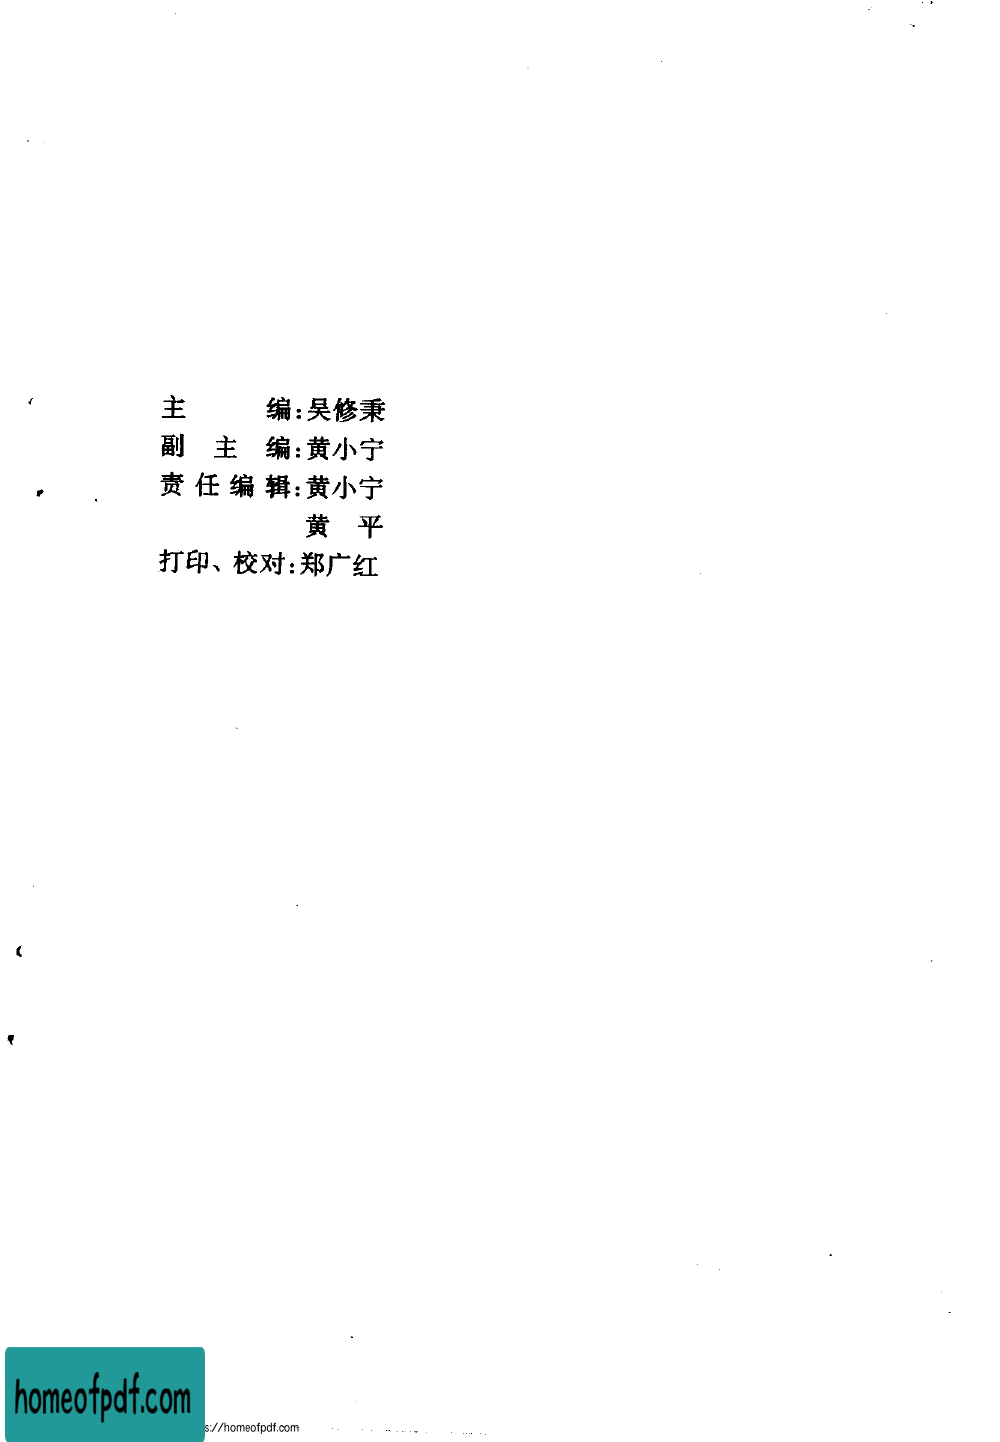 主 编:吴修秉
副 主 编:黄小宁
责 任 编 辑:黄小宁
黄 平
打印、校对:郑广红
homeofpdf.com
s://homeofpdf.com